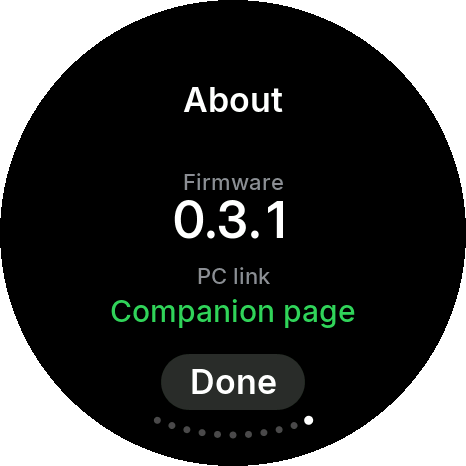 About
Firmware
0.3.1
PC link
Companion page
Done